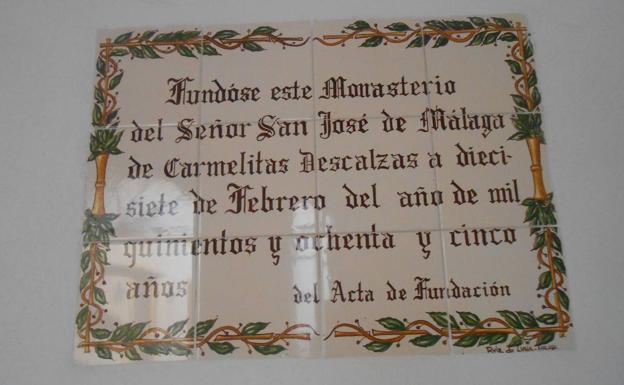 Fundóse este Monasterio
del Señor San José de Málaga
de Carmelitas Descalzas a dieci-
siete de Febrero del año de mil
quinientos y ochenta y cinco
años del Acta de Fundación